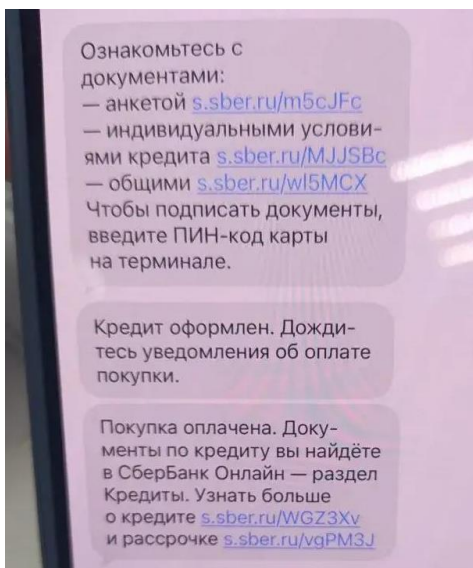 Ознакомьтесь с
документами:
— анкетой s.sber.ru/m5cJFc
— индивидуальными услови-
ями кредита s.sber.ru/MJJSBc
— общими s.sber.ru/wl5MCX
Чтобы подписать документы,
введите ПИН-код карты
на терминале.
Кредит оформлен. Дожди-
тесь уведомления об оплате
покупки.
Покупка оплачена. Доку-
менты по кредиту вы найдёте
в СберБанк Онлайн — раздел
Кредиты. Узнать больше
о кредите s.sber.ru/WGZ3Xv
и рассрочке s.sber.ru/vgPM3J